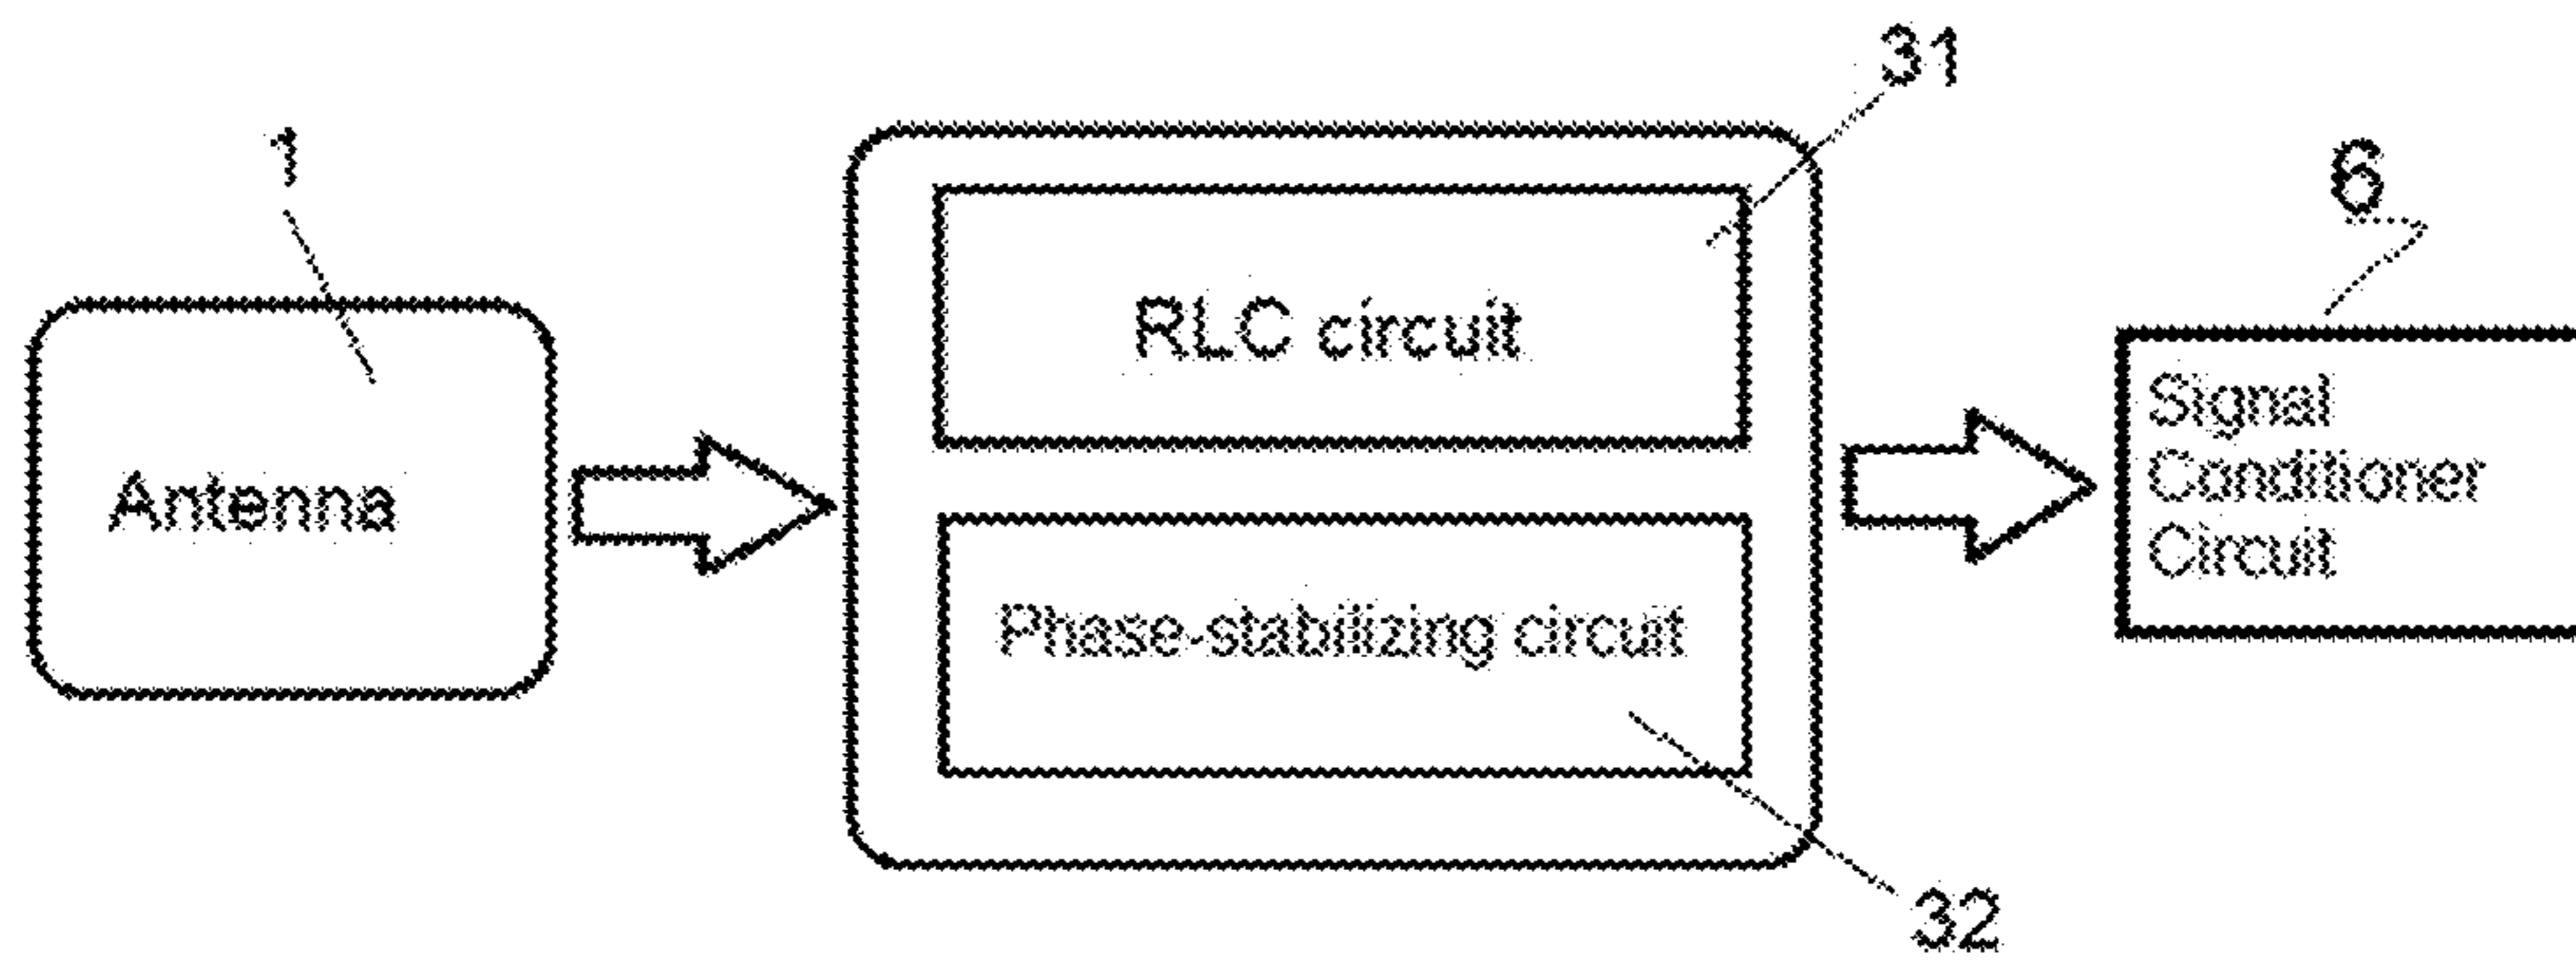 31
1
6
RLC circuit
Signal
Conditioner
Circuit
Antenna
Phase-stabilizing circuit
32